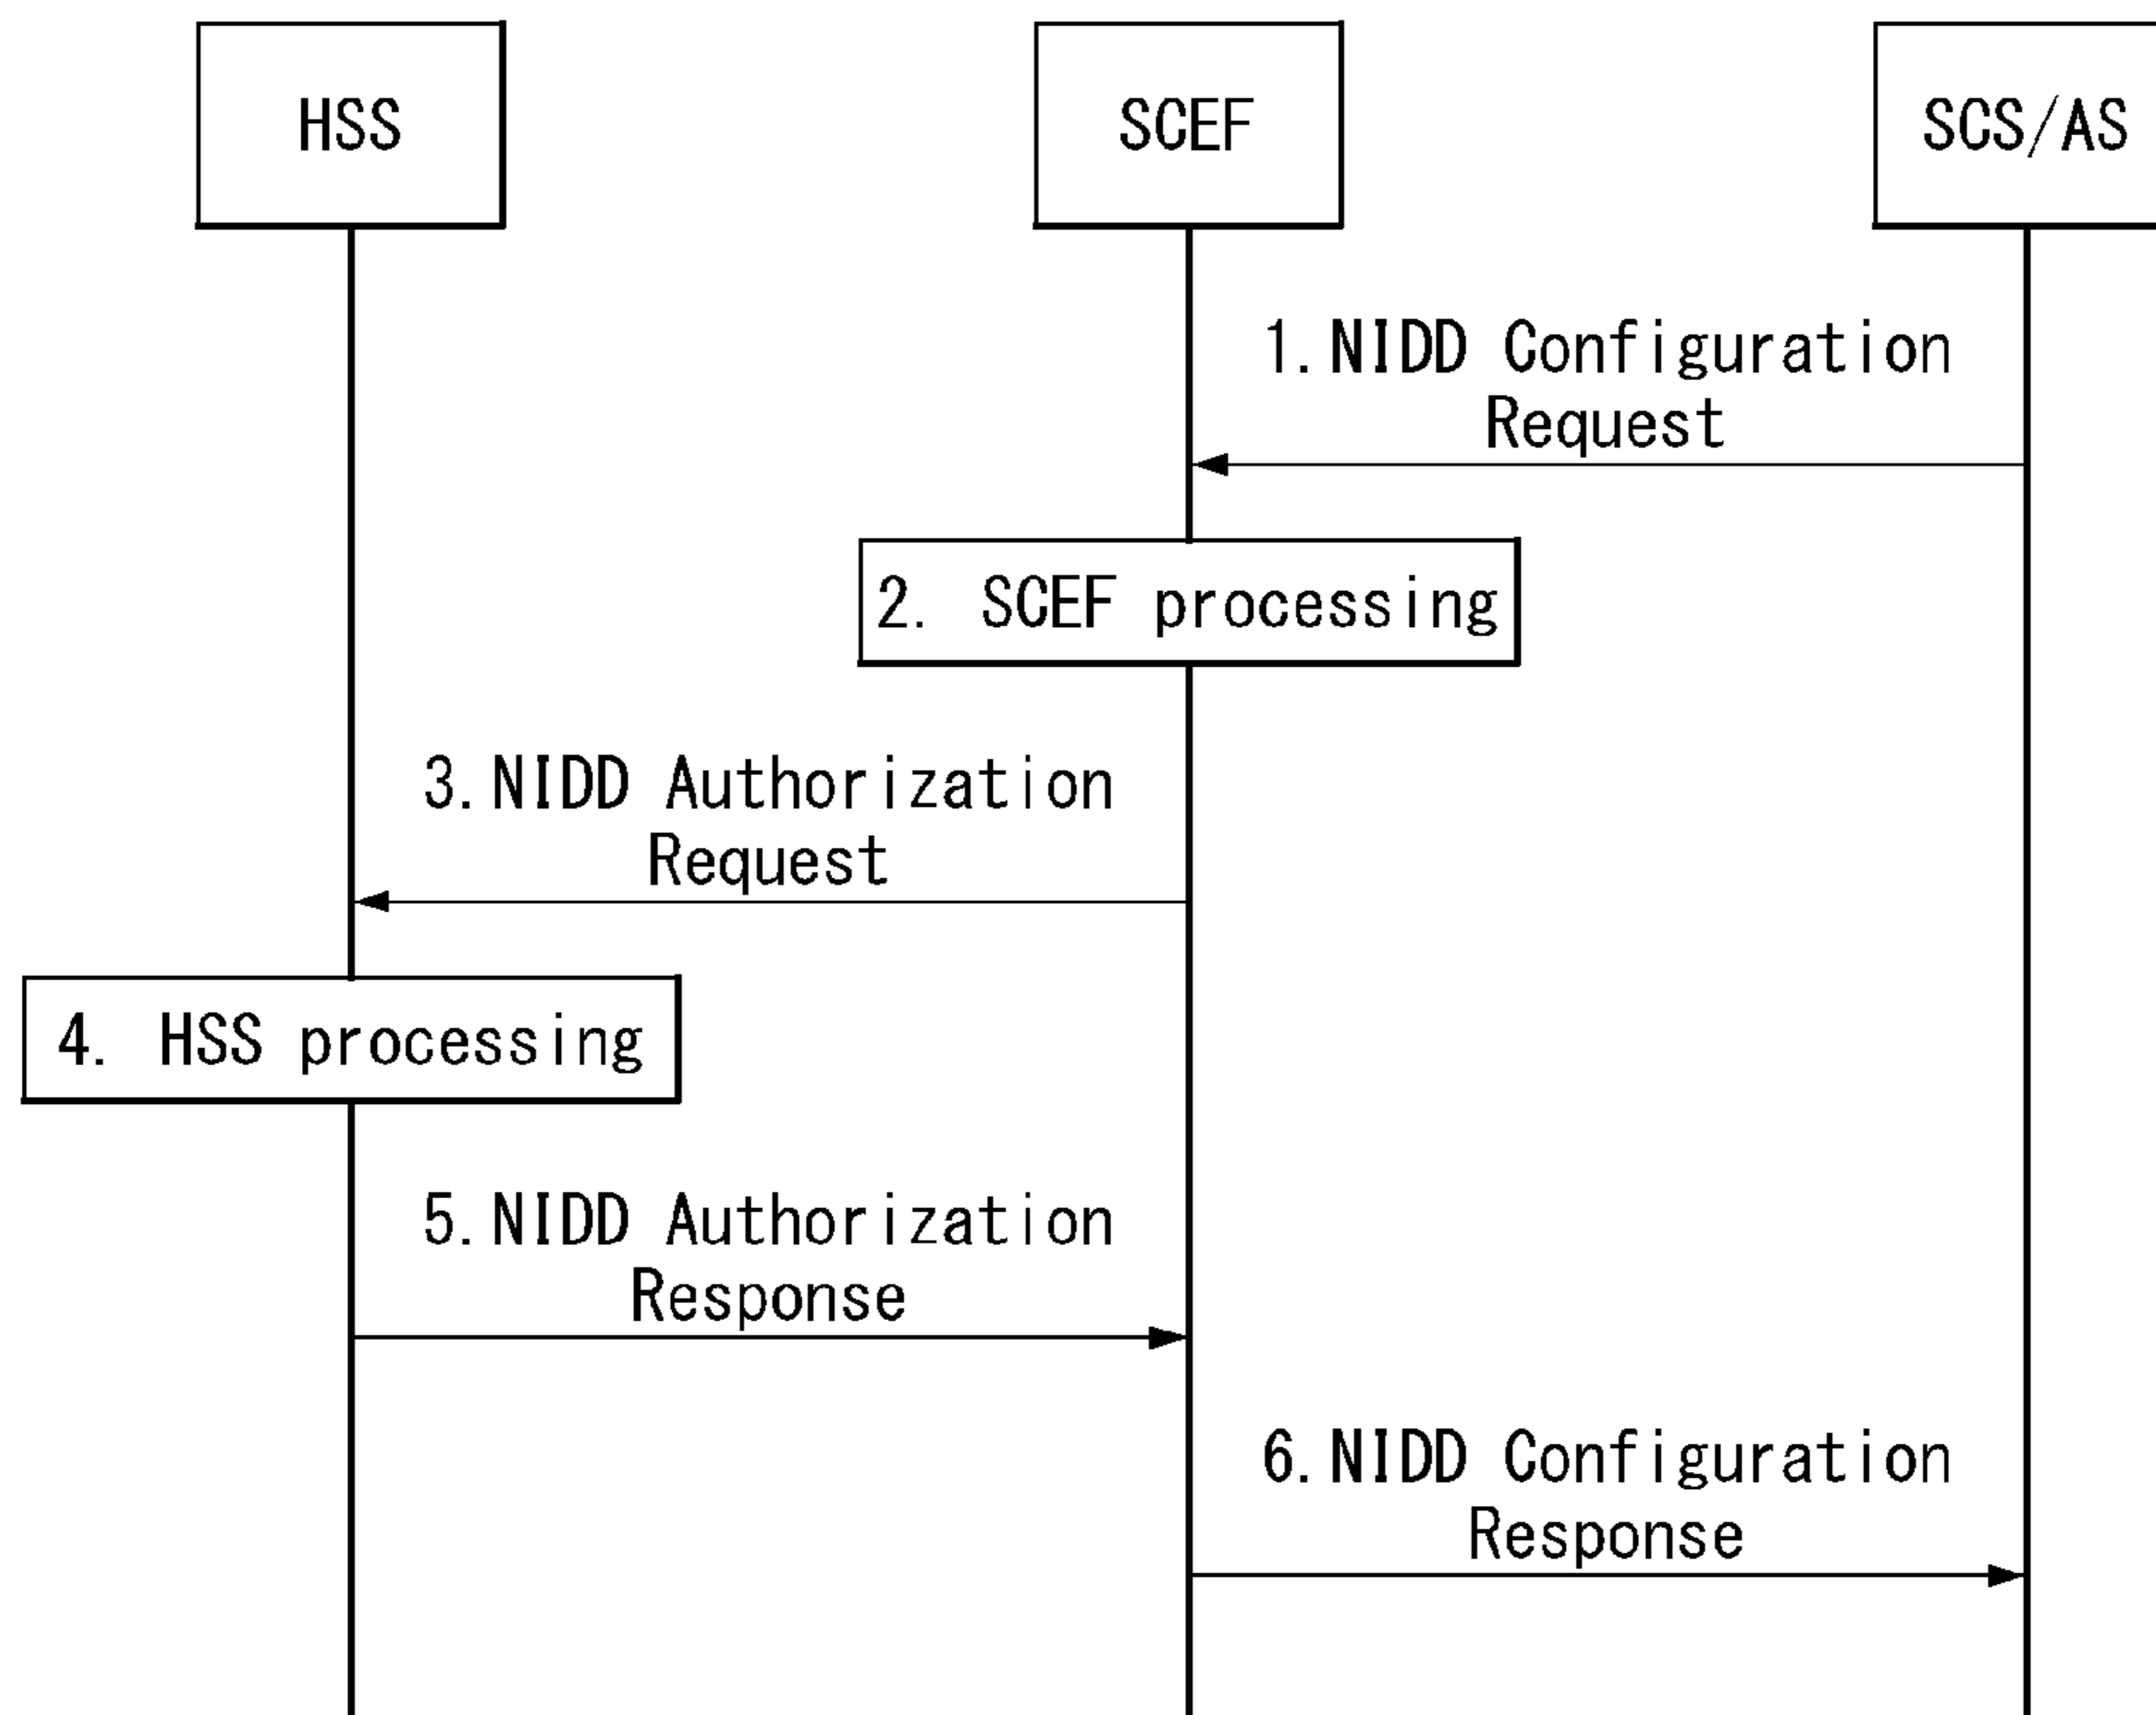 HSS
SCEF
SCS/AS
1. NIDD Configuration
Request
2. SCEF processing
3. NIDD Authorization
Request
4. HSS processing
5. NIDD Authorization
Response
6. NIDD Configuration
Response